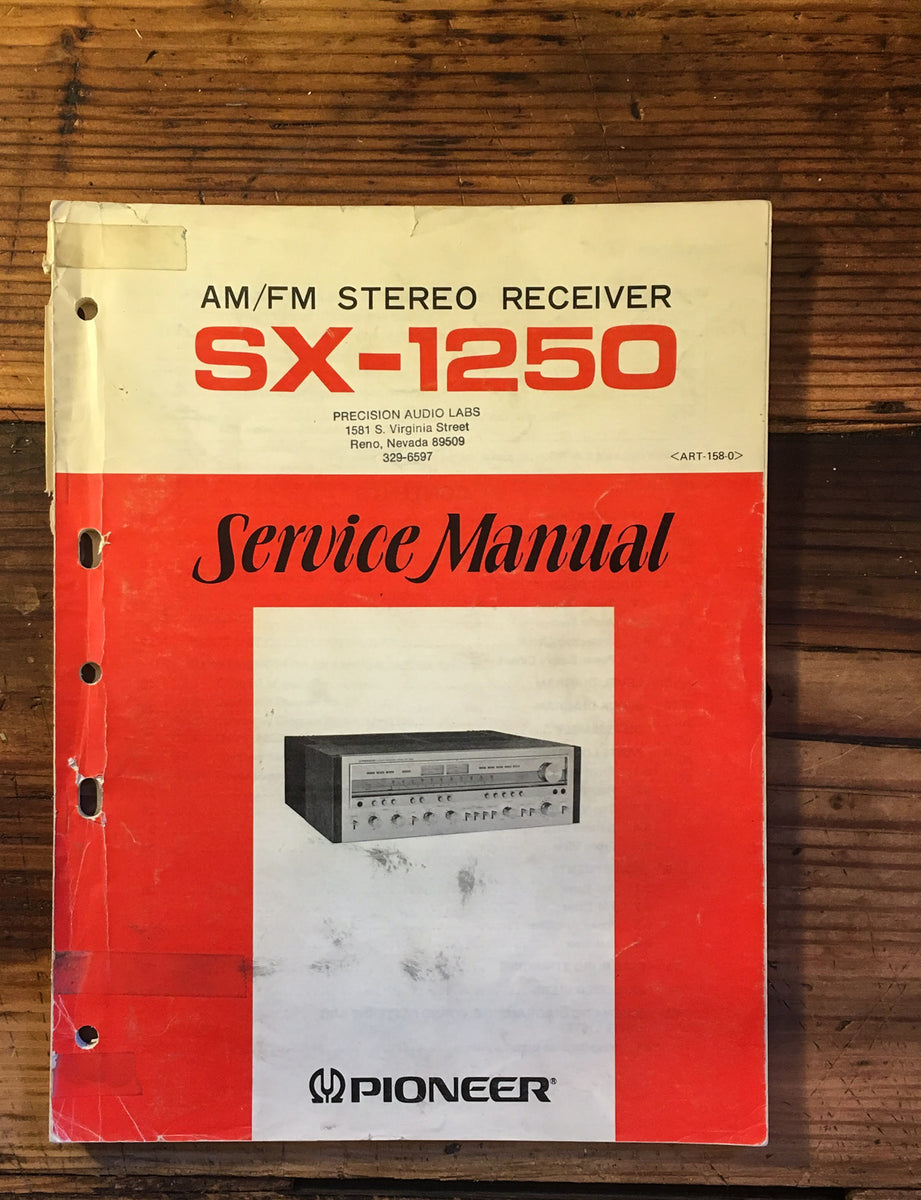 AM/FM STEREO RECEIVER
SX-1250
PRECISION AUDIO LABS
1581 S. Virginia Street
Reno, Nevada 89509
329-6597
<ART-158-0>
Service Manual
PIONEER®